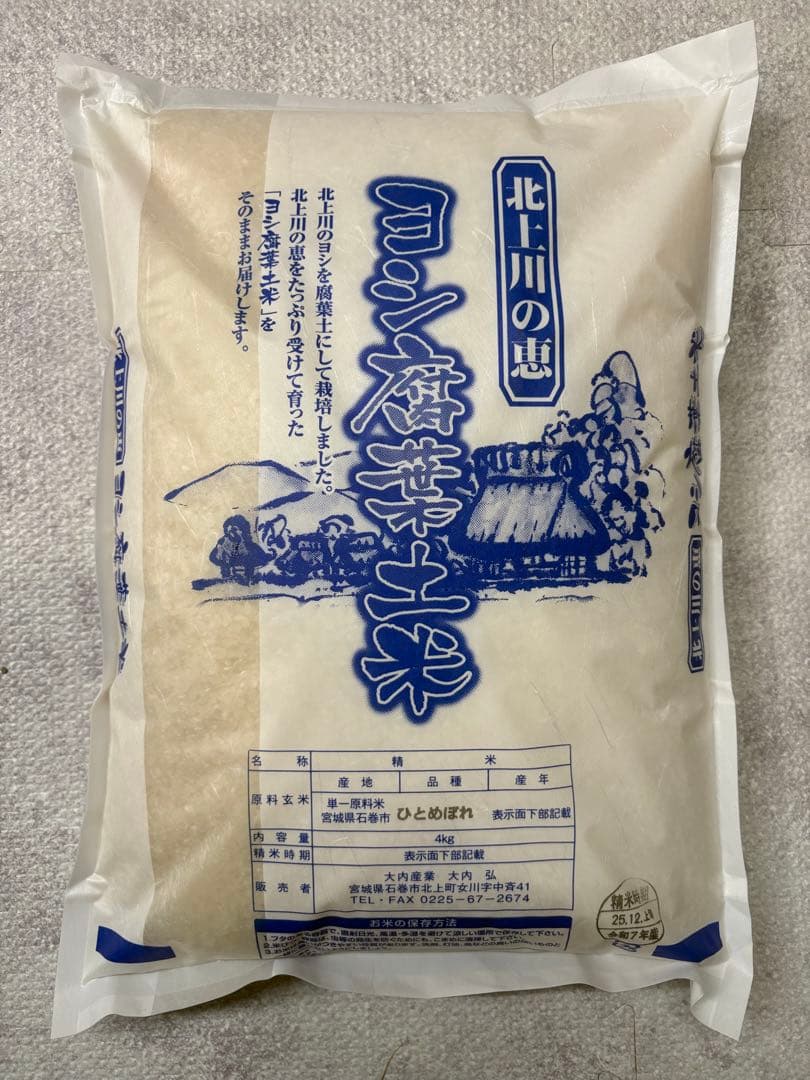 北上川の恵
ヨシ腐葉土米
北上川のヨシを腐葉土にして栽培しました。
北上川の恵をたっぷり受けて育った
「ヨシ腐葉土米」を
そのままお届けします。
名称 精米
産地 品種 産年
原料玄米 単一原料米
宮城県石巻市 ひとめぼれ 表示面下部記載
内容量 4kg
精米時期 表示面下部記載
販売者 大内産業 大内 弘
宮城県石巻市北上町女川字中斉41
TEL・FAX 0225-67-2674
お米の保存方法
精米時期
25.12.上旬
令和7年産